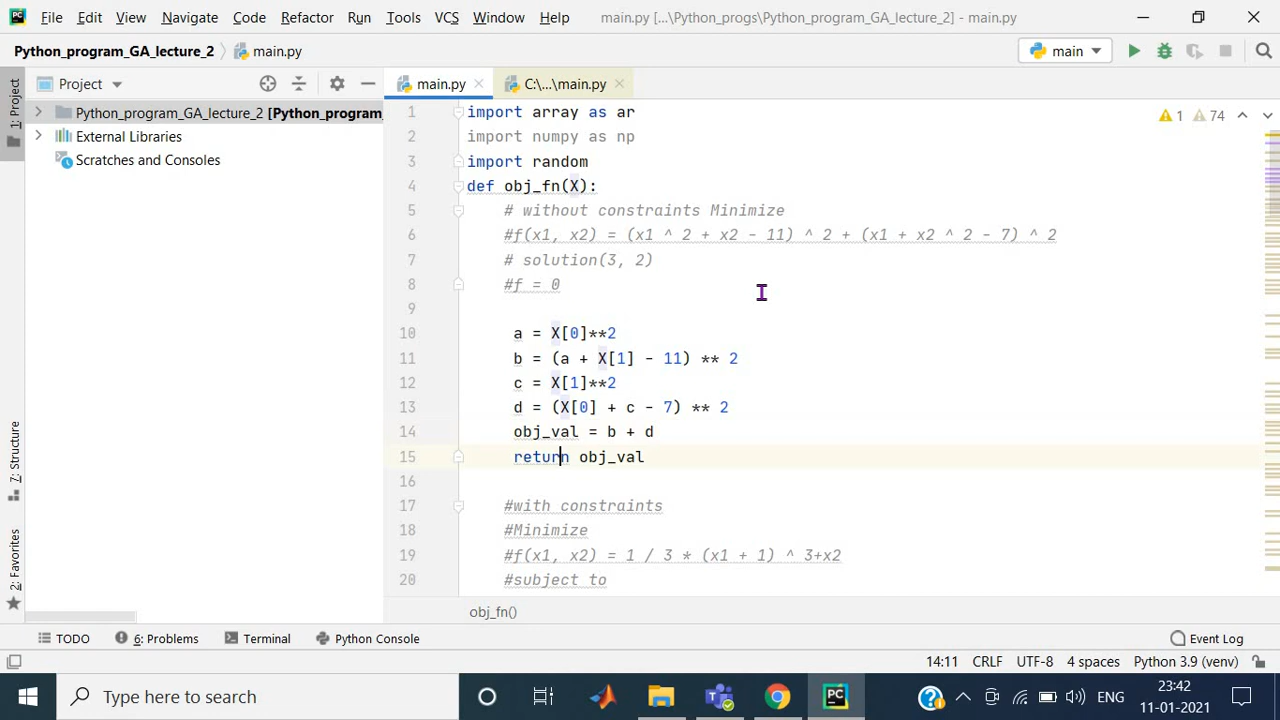 File Edit View Navigate Code Refactor Run Tools VCS Window Help main.py [...\Python_progs\Python_program_GA_lecture_2] - main.py
Python_program_GA_lecture_2 main.py main
Project main.py C:\...\main.py
1: Project
7: Structure
2: Favorites
Python_program_GA_lecture_2 [Python_program_
External Libraries
Scratches and Consoles
1 74
1 import array as ar
2 import numpy as np
3 import random
4 def obj_fn(X):
5 # without constraints Minimize
6 #f(x1, x2) = (x1 ^ 2 + x2 - 11) ^ 2 + (x1 + x2 ^ 2 - 7) ^ 2
7 # solution(3, 2)
8 #f = 0
9
10 a = X[0]**2
11 b = (a + X[1] - 11) ** 2
12 c = X[1]**2
13 d = (X[0] + c - 7) ** 2
14 obj_val = b + d
15 return obj_val
16
17 #with constraints
18 #Minimize
19 #f(x1, x2) = 1 / 3 * (x1 + 1) ^ 3+x2
20 #subject to
obj_fn()
TODO 6: Problems Terminal Python Console Event Log
14:11 CRLF UTF-8 4 spaces Python 3.9 (venv)
Type here to search
ENG
23:42
11-01-2021